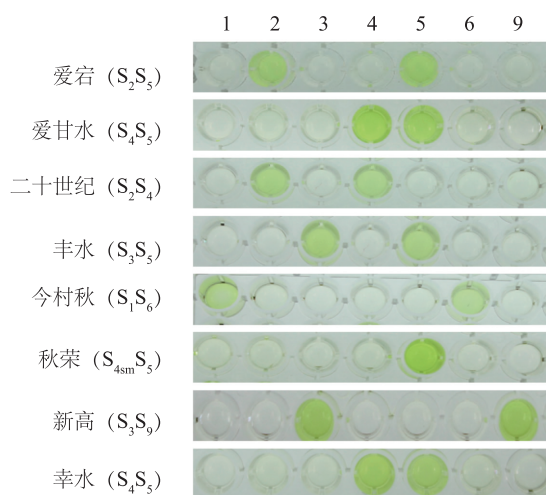 1 2 3 4 5 6 9
爱宕（S₂S₅）
爱甘水（S₄S₅）
二十世纪（S₂S₄）
丰水（S₃S₅）
今村秋（S₁S₆）
秋荣（S₄ₛₘS₅）
新高（S₃S₉）
幸水（S₄S₅）